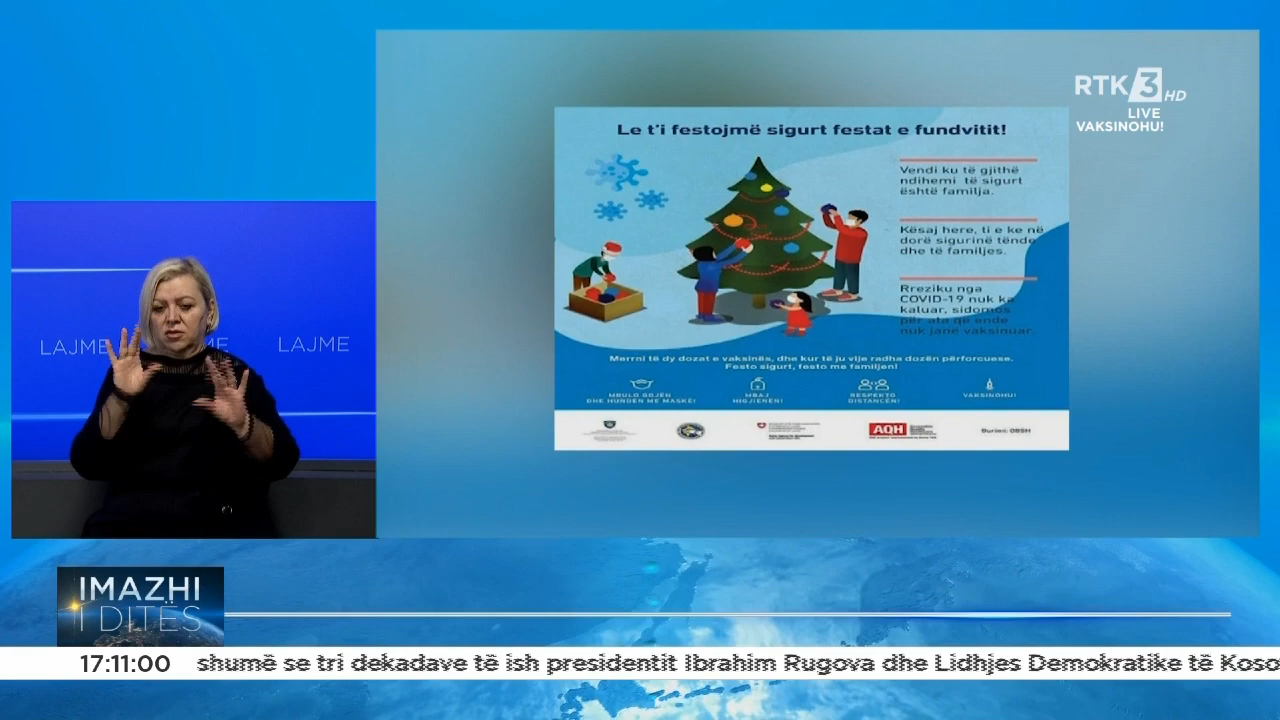 RTK 3 HD
LIVE
VAKSINOHU!
Le t'i festojmë sigurt festat e fundvitit!
Vendi ku të gjithë
ndihemi të sigurt
është familja.
Kësaj here, ti e ke në
dorë sigurinë tënde
dhe të familjes.
Rreziku nga
COVID-19 nuk ka
kaluar, sidomos
për ata që ende
nuk janë vaksinuar.
Merrni të dy dozat e vaksinës, dhe kur të ju vije radha dozën përforcuese.
Festo sigurt, festo me familjen!
MBULO GOJËN
DHE HUNDËN ME MASKË!
MBAJ
HIGJIENËN!
RESPEKTO
DISTANCËN!
VAKSINOHU!
AQH
Burimi: OBSH
LAJME
ME
LAJME
IMAZHI
I DITËS
17:11:00 shumë se tri dekadave të ish presidentit Ibrahim Rugova dhe Lidhjes Demokratike të Koso